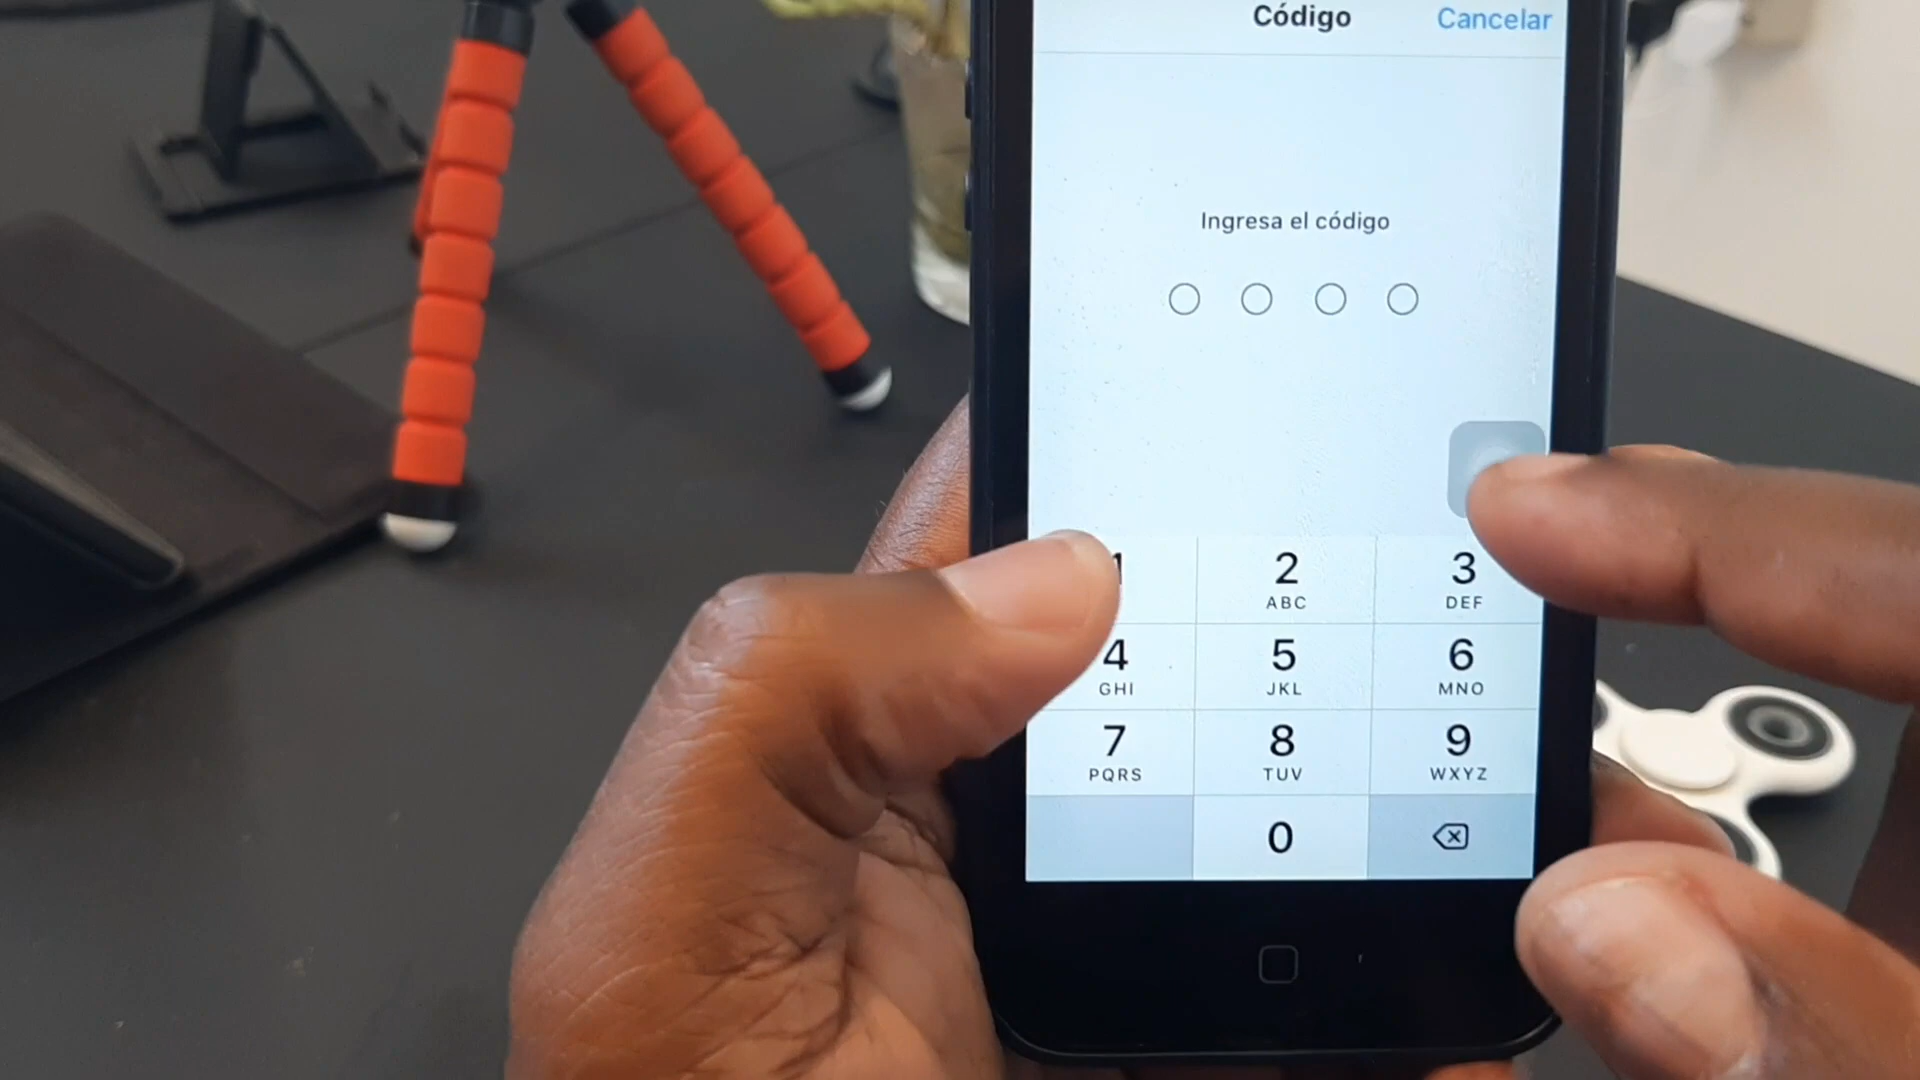 Código Cancelar
Ingresa el código
1 2 3
ABC DEF
4 5 6
GHI JKL MNO
7 8 9
PQRS TUV WXYZ
0